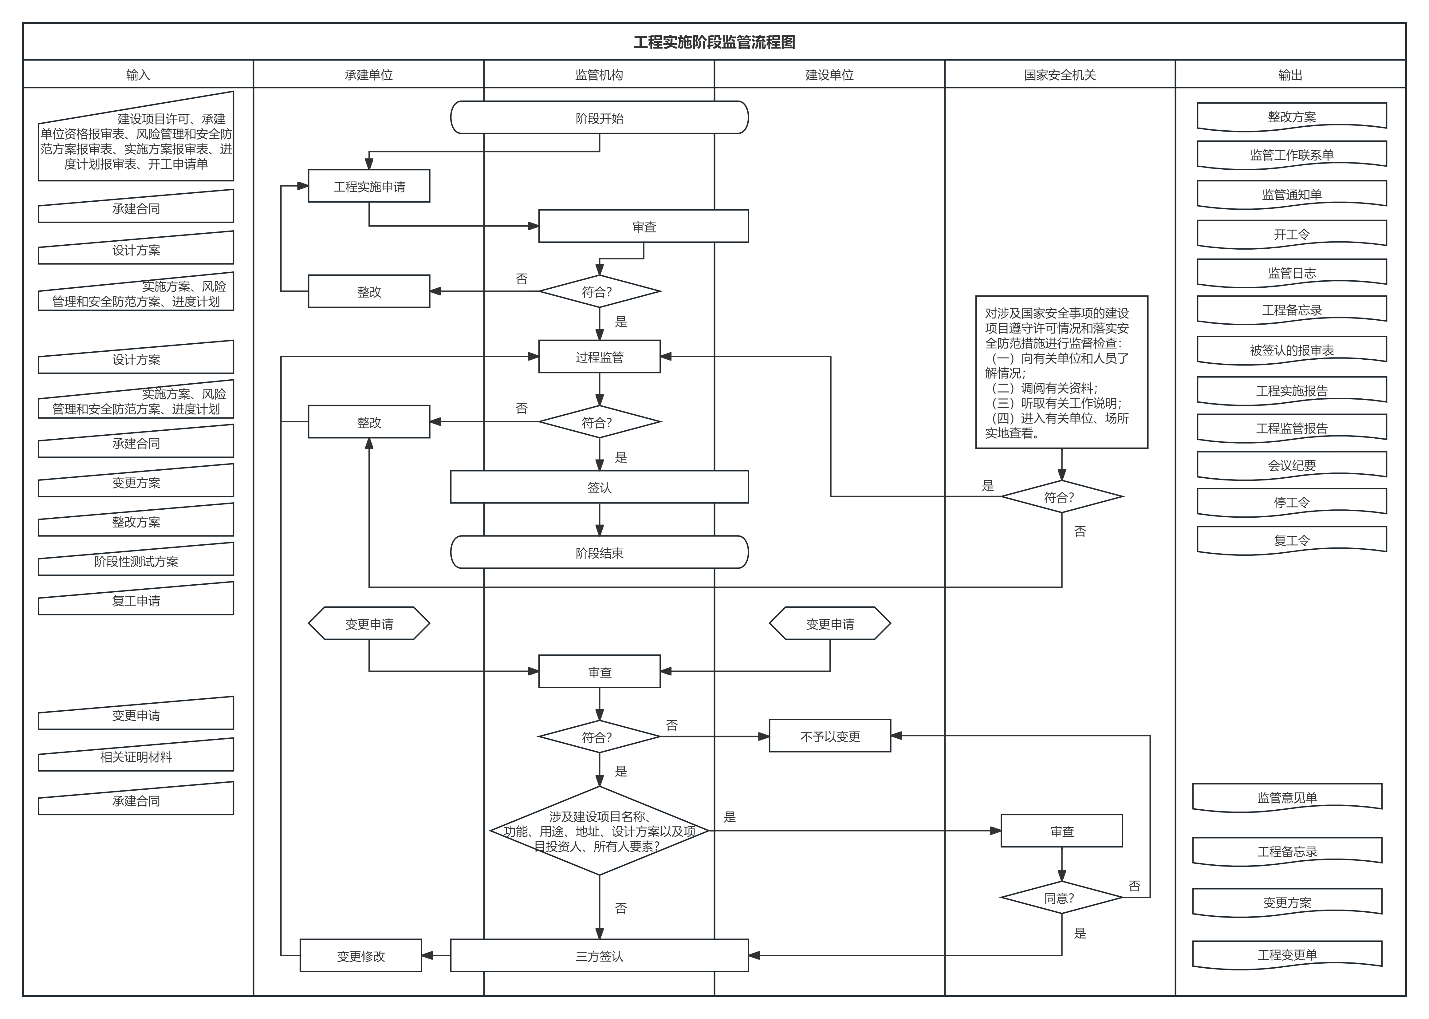 工程实施阶段监管流程图
输入
承建单位
监管机构
建设单位
国家安全机关
输出
建设项目许可、承建
单位资格报审表、风险管理和安全防
范方案报审表、实施方案报审表、进
度计划报审表、开工申请单
承建合同
设计方案
实施方案、风险
管理和安全防范方案、进度计划
设计方案
实施方案、风险
管理和安全防范方案、进度计划
承建合同
变更方案
整改方案
阶段性测试方案
复工申请
变更申请
相关证明材料
承建合同
阶段开始
工程实施申请
审查
符合?
否
整改
是
过程监管
符合?
否
整改
是
签认
阶段结束
对涉及国家安全事项的建设
项目遵守许可情况和落实安
全防范措施进行监督检查：
（一）向有关单位和人员了
解情况；
（二）调阅有关资料；
（三）听取有关工作说明；
（四）进入有关单位、场所
实地查看。
符合?
是
否
变更申请
变更申请
审查
符合?
否
不予以变更
是
涉及建设项目名称、
功能、用途、地址、设计方案以及项
目投资人、所有人要素?
是
审查
同意?
否
是
否
三方签认
变更修改
整改方案
监管工作联系单
监管通知单
开工令
监管日志
工程备忘录
被签认的报审表
工程实施报告
工程监管报告
会议纪要
停工令
复工令
监管意见单
工程备忘录
变更方案
工程变更单